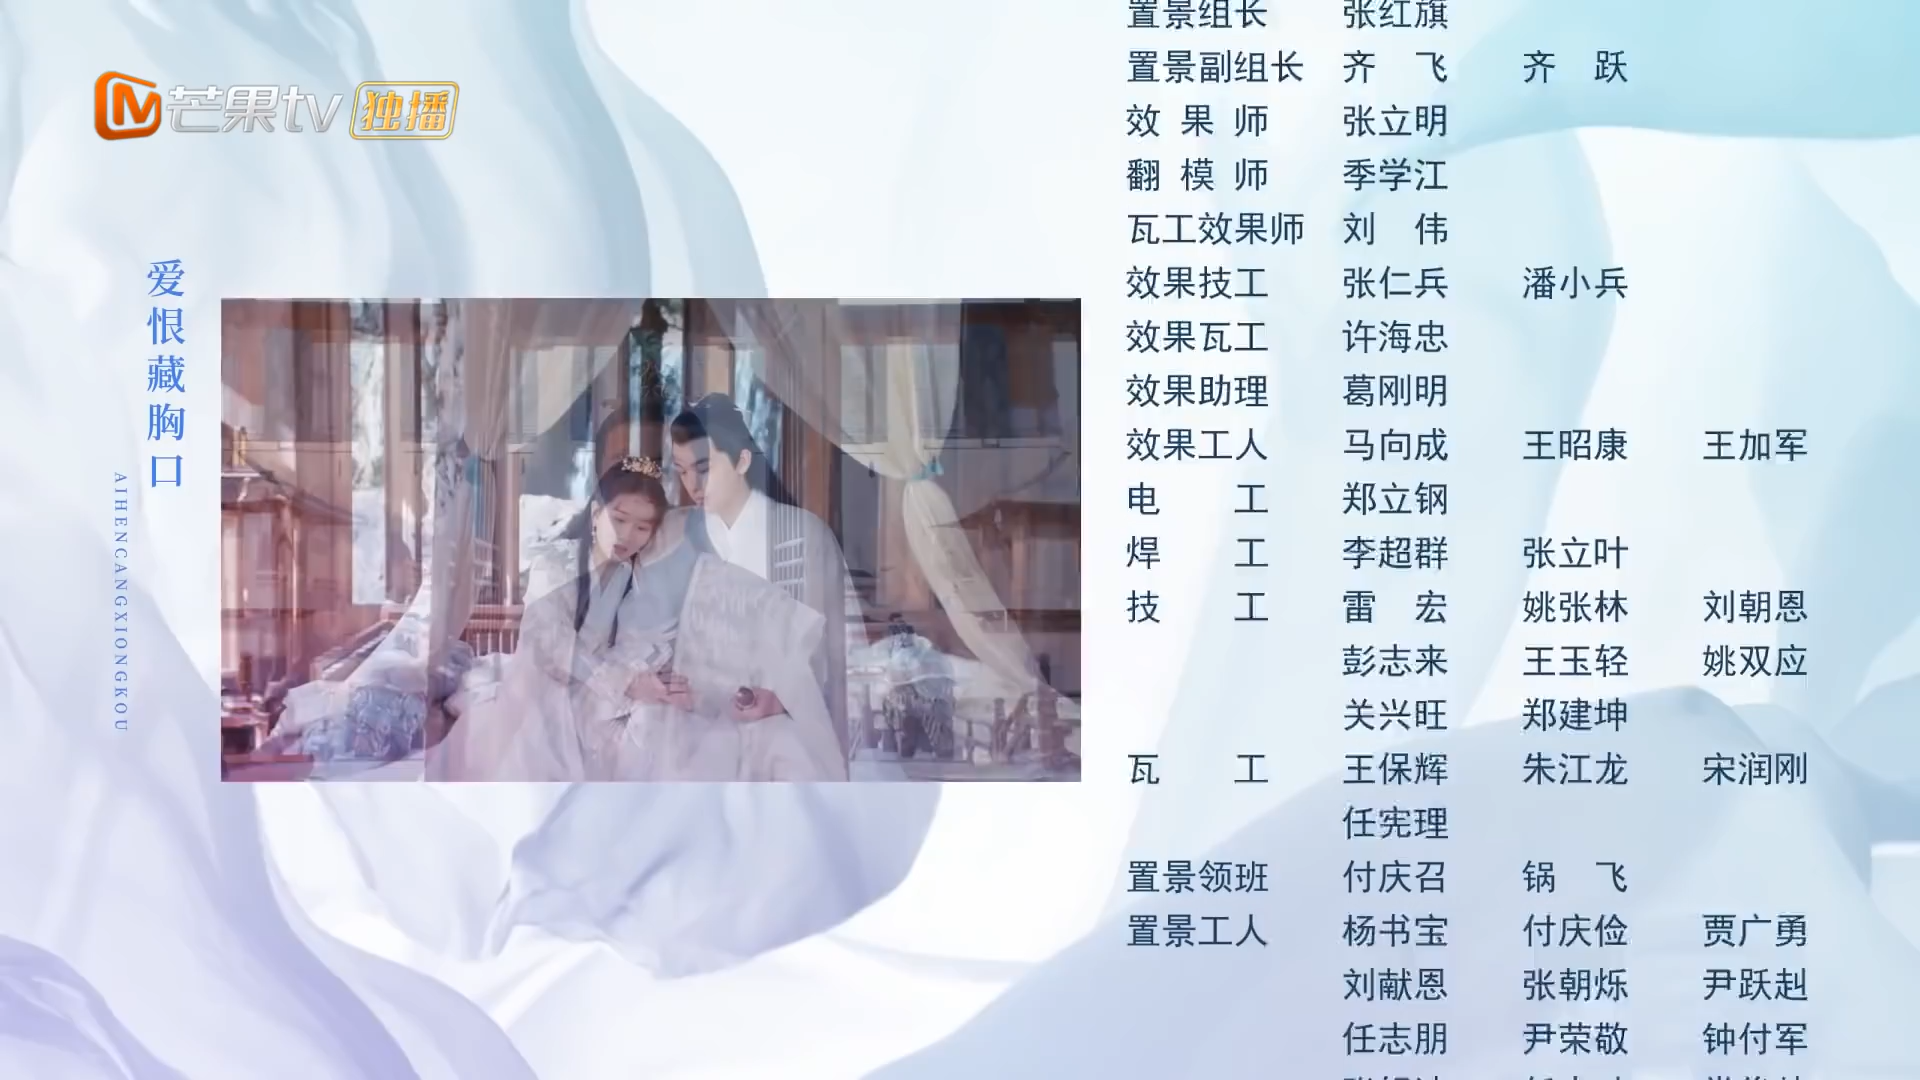 芒果tv 独播
爱恨藏胸口
AIHENCANGXIONGKOU
置景组长 张红旗
置景副组长 齐 飞 齐 跃
效果师 张立明
翻模师 季学江
瓦工效果师 刘 伟
效果技工 张仁兵 潘小兵
效果瓦工 许海忠
效果助理 葛刚明
效果工人 马向成 王昭康 王加军
电 工 郑立钢
焊 工 李超群 张立叶
技 工 雷 宏 姚张林 刘朝恩
彭志来 王玉轻 姚双应
关兴旺 郑建坤
瓦 工 王保辉 朱江龙 宋润刚
任宪理
置景领班 付庆召 锅 飞
置景工人 杨书宝 付庆俭 贾广勇
刘献恩 张朝烁 尹跃赳
任志朋 尹荣敬 钟付军